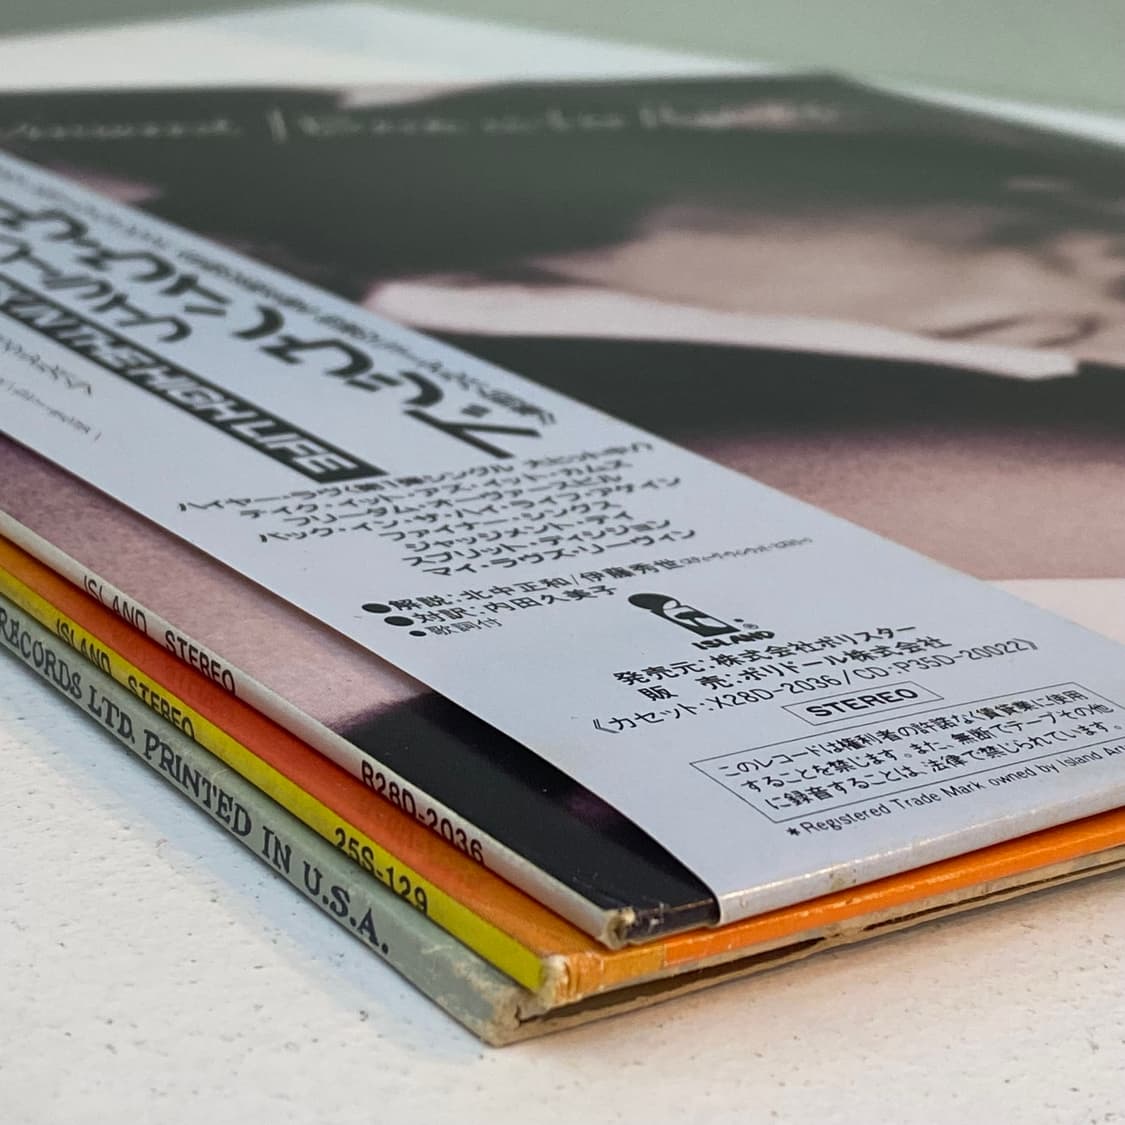 Back in the High Life
IN THE HIGH LIFE
ハイヤー・ラヴ
テイク・イット・アズ・イット・カムズ
フリーダム・オーヴァースピル
バック・イン・ザ・ハイ・ライフ・アゲイン
ファイナー・シングス
スプリット・ディシジョン
マイ・ラヴズ・リーヴィン
●解説:北中正和/伊藤秀世
●対訳:内田久美子
●歌詞付
ISLAND
発売元:株式会社ポリスター
販 売:ポリドール株式会社
《カセット:X28D-2036/CD:P35D-20022》
STEREO
このレコードは権利者の許諾なく賃貸業に使用
することを禁じます。また、無断でテープその他
に録音することは、法律で禁じられています。
*Registered Trade Mark owned by Island
ISLAND STEREO B28D-2036
ISLAND STEREO 25S-129
RECORDS LTD. PRINTED IN U.S.A.